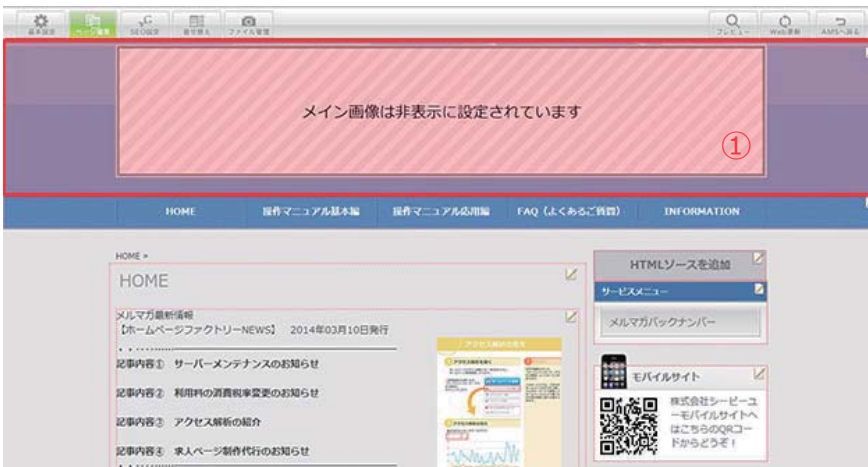 基本設定
ページ編集
SEO設定
着せ替え
ファイル管理
プレビュー
Web更新
AMSへ戻る
メイン画像は非表示に設定されています
①
HOME
操作マニュアル基本編
操作マニュアル応用編
FAQ（よくあるご質問）
INFORMATION
HOME »
HOME
HTMLソースを追加
サービスメニュー
メルマガバックナンバー
メルマガ最新情報
【ホームページファクトリーNEWS】 2014年03月10日発行
記事内容① サーバーメンテナンスのお知らせ
記事内容② 利用料の消費税率変更のお知らせ
記事内容③ アクセス解析の紹介
記事内容④ 求人ページ制作代行のお知らせ
モバイルサイト
株式会社シービーユ
ーモバイルサイトへ
はこちらのQRコー
ドからどうぞ！